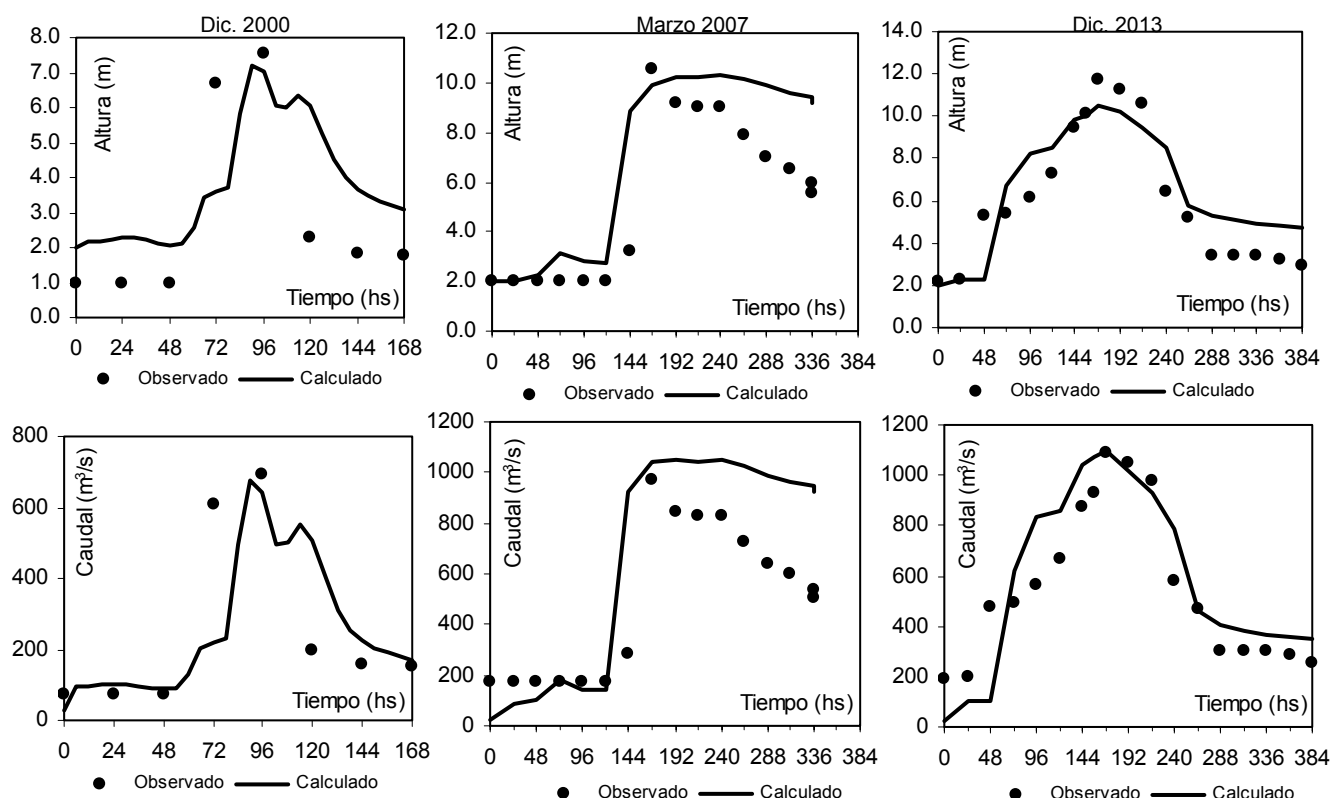 Dic. 2000
8.0
7.0
6.0
5.0
4.0
3.0
2.0
1.0
0.0
Altura (m)
Tiempo (hs)
0 24 48 72 96 120 144 168
Observado Calculado
Marzo 2007
12.0
10.0
8.0
6.0
4.0
2.0
0.0
Altura (m)
Tiempo (hs)
0 48 96 144 192 240 288 336 384
Observado Calculado
Dic. 2013
14.0
12.0
10.0
8.0
6.0
4.0
2.0
0.0
Altura (m)
Tiempo (hs)
0 48 96 144 192 240 288 336 384
Observado Calculado
800
600
400
200
0
Caudal (m³/s)
Tiempo (hs)
0 24 48 72 96 120 144 168
Observado Calculado
1200
1000
800
600
400
200
0
Caudal (m³/s)
Tiempo (hs)
0 48 96 144 192 240 288 336 384
Observado Calculado
1200
1000
800
600
400
200
0
Caudal (m³/s)
Tiempo (hs)
0 48 96 144 192 240 288 336 384
Observado Calculado